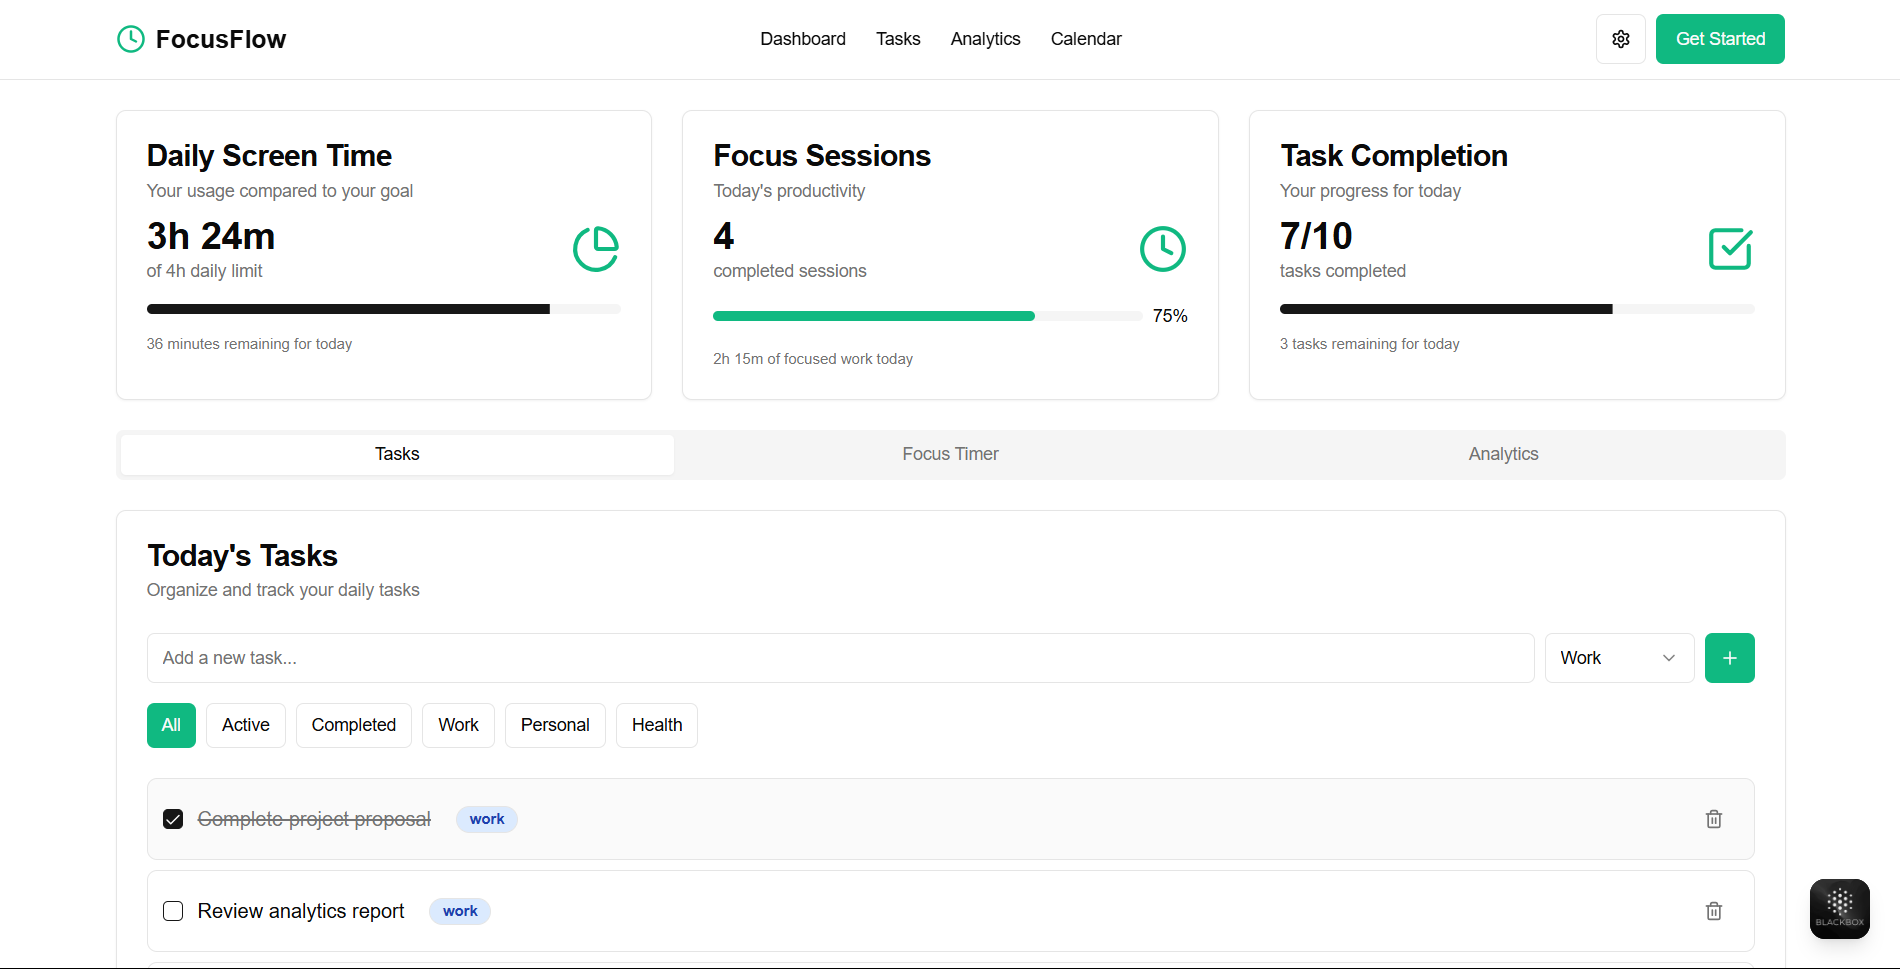 FocusFlow
Dashboard Tasks Analytics Calendar
Get Started
Daily Screen Time
Your usage compared to your goal
3h 24m
of 4h daily limit
36 minutes remaining for today
Focus Sessions
Today's productivity
4
completed sessions
75%
2h 15m of focused work today
Task Completion
Your progress for today
7/10
tasks completed
3 tasks remaining for today
Tasks Focus Timer Analytics
Today's Tasks
Organize and track your daily tasks
Add a new task... Work +
All Active Completed Work Personal Health
Complete project proposal work
Review analytics report work
BLACKBOX